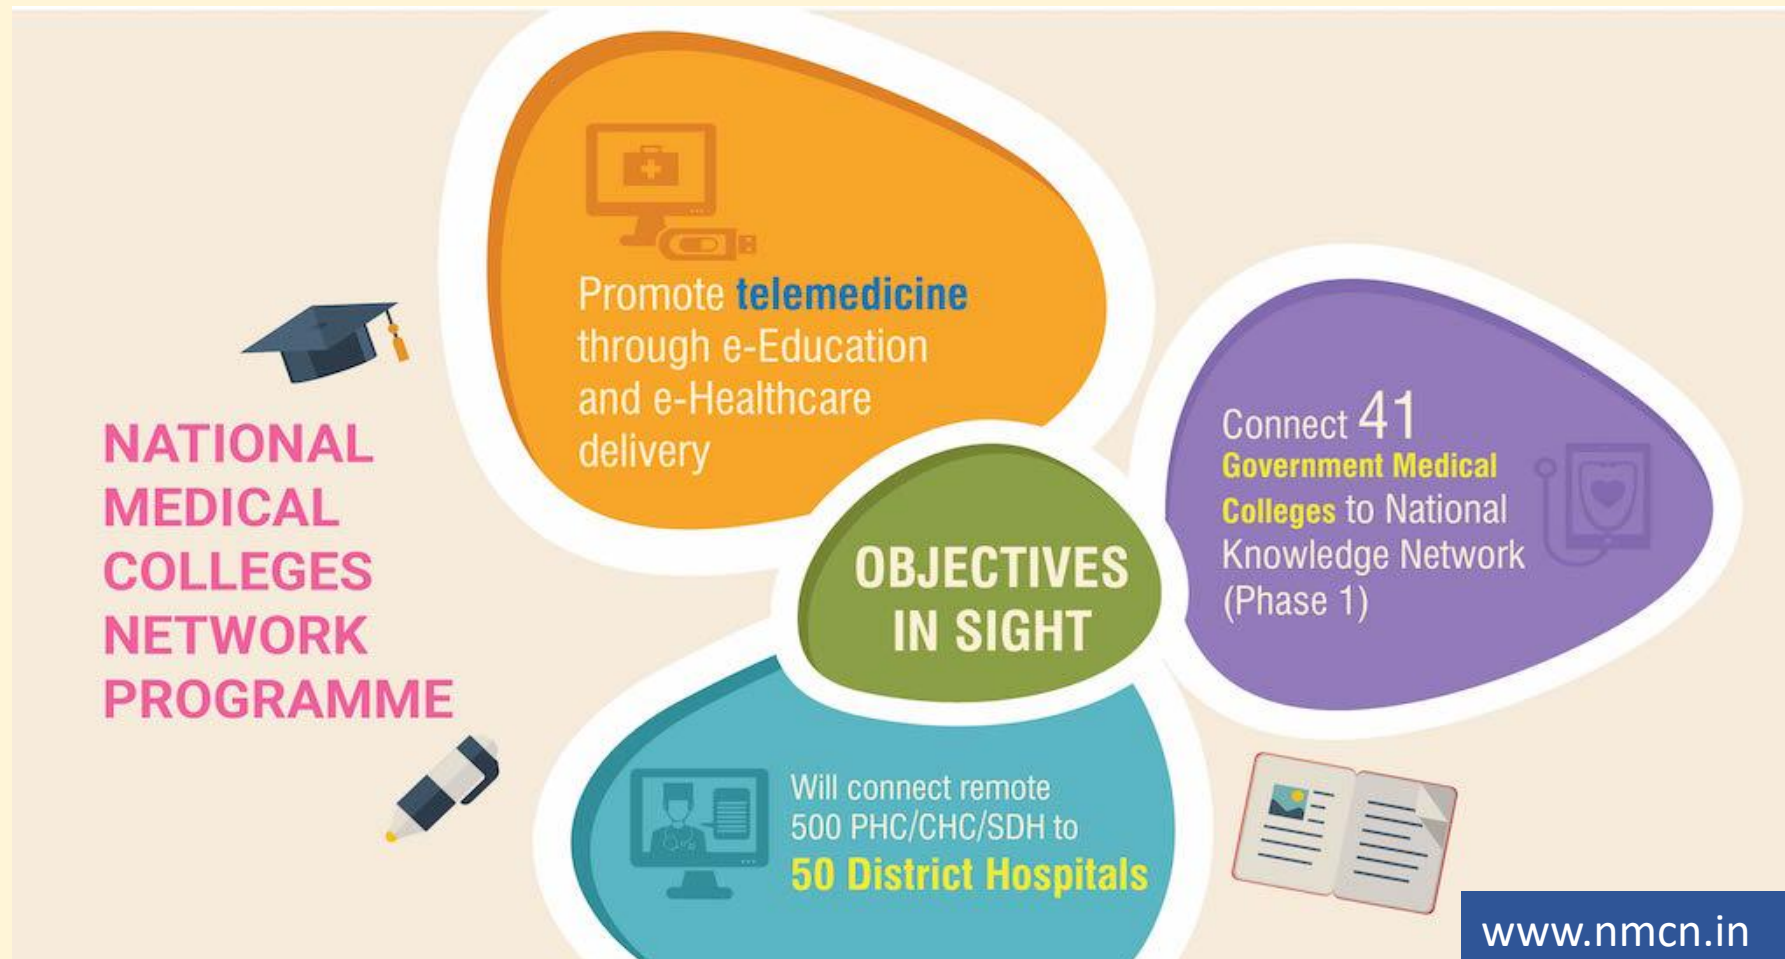 NATIONAL
MEDICAL
COLLEGES
NETWORK
PROGRAMME
Promote telemedicine
through e-Education
and e-Healthcare
delivery
OBJECTIVES
IN SIGHT
Connect 41
Government Medical
Colleges to National
Knowledge Network
(Phase 1)
Will connect remote
500 PHC/CHC/SDH to
50 District Hospitals
www.nmcn.in